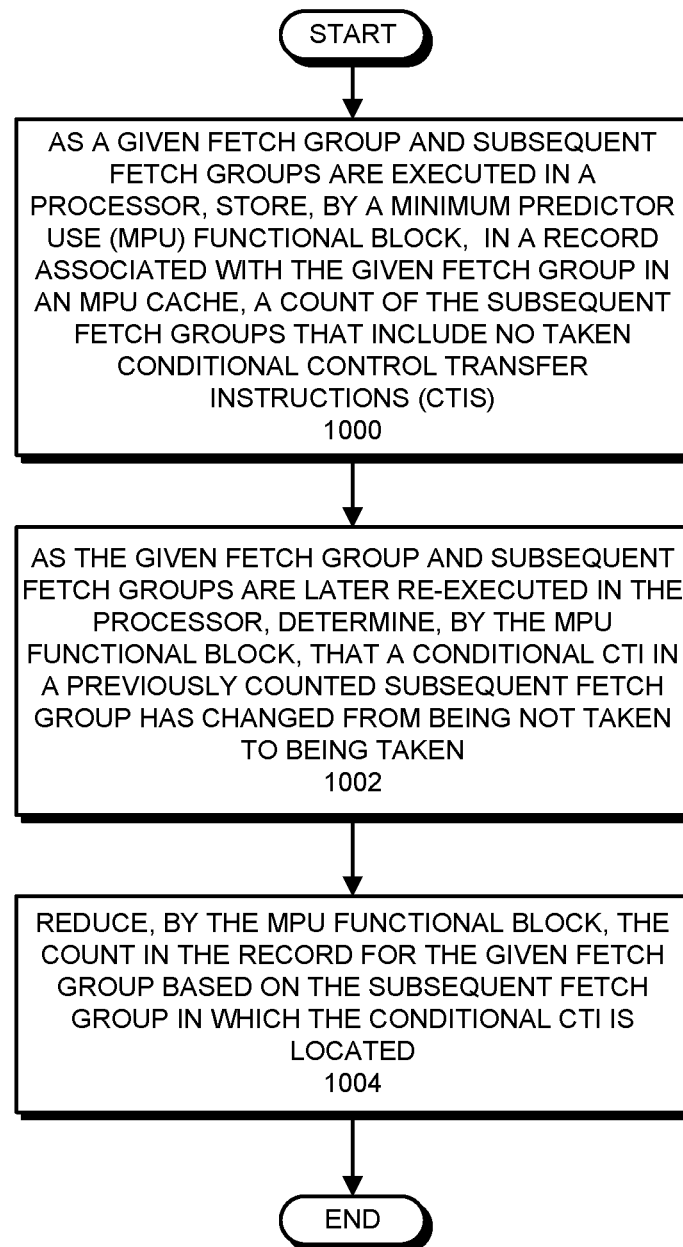 START
AS A GIVEN FETCH GROUP AND SUBSEQUENT
FETCH GROUPS ARE EXECUTED IN A
PROCESSOR, STORE, BY A MINIMUM PREDICTOR
USE (MPU) FUNCTIONAL BLOCK, IN A RECORD
ASSOCIATED WITH THE GIVEN FETCH GROUP IN
AN MPU CACHE, A COUNT OF THE SUBSEQUENT
FETCH GROUPS THAT INCLUDE NO TAKEN
CONDITIONAL CONTROL TRANSFER
INSTRUCTIONS (CTIS)
1000
AS THE GIVEN FETCH GROUP AND SUBSEQUENT
FETCH GROUPS ARE LATER RE-EXECUTED IN THE
PROCESSOR, DETERMINE, BY THE MPU
FUNCTIONAL BLOCK, THAT A CONDITIONAL CTI IN
A PREVIOUSLY COUNTED SUBSEQUENT FETCH
GROUP HAS CHANGED FROM BEING NOT TAKEN
TO BEING TAKEN
1002
REDUCE, BY THE MPU FUNCTIONAL BLOCK, THE
COUNT IN THE RECORD FOR THE GIVEN FETCH
GROUP BASED ON THE SUBSEQUENT FETCH
GROUP IN WHICH THE CONDITIONAL CTI IS
LOCATED
1004
END